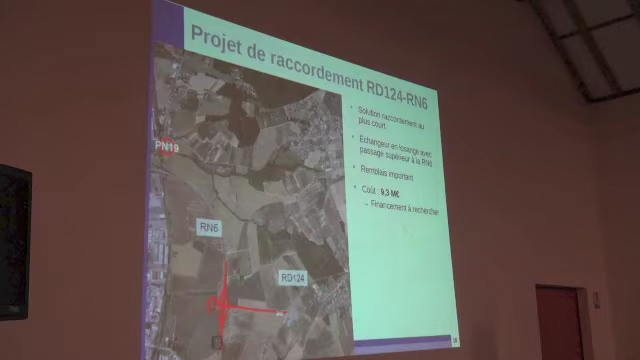 Projet de raccordement RD124-RN6
Solution raccordement au
plus court.
Échangeur en losange avec
passage supérieur à la RN6
Remblais important
Coût : 9,3 M€
→ Financement à rechercher
PN19
RN6
RD124